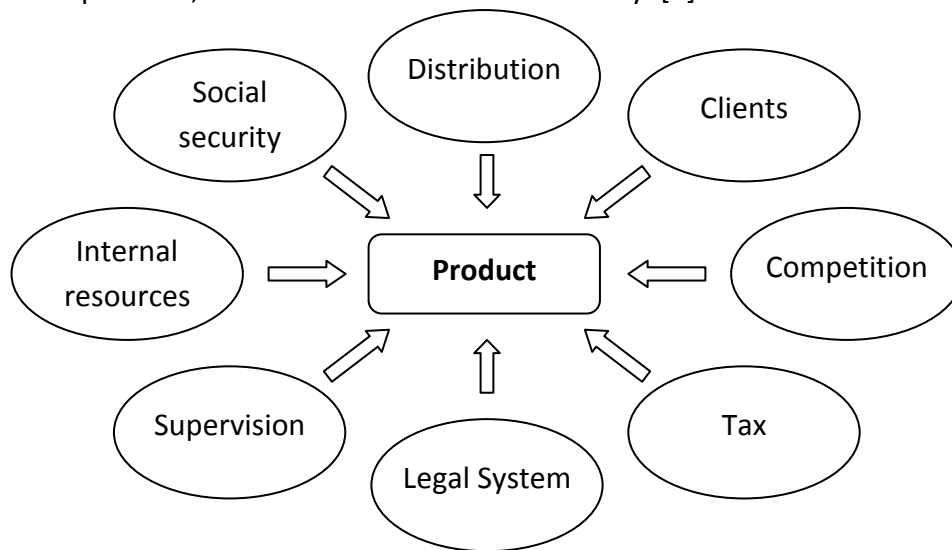 Distribution
Social
security
Clients
Internal
resources
Product
Competition
Supervision
Legal System
Tax